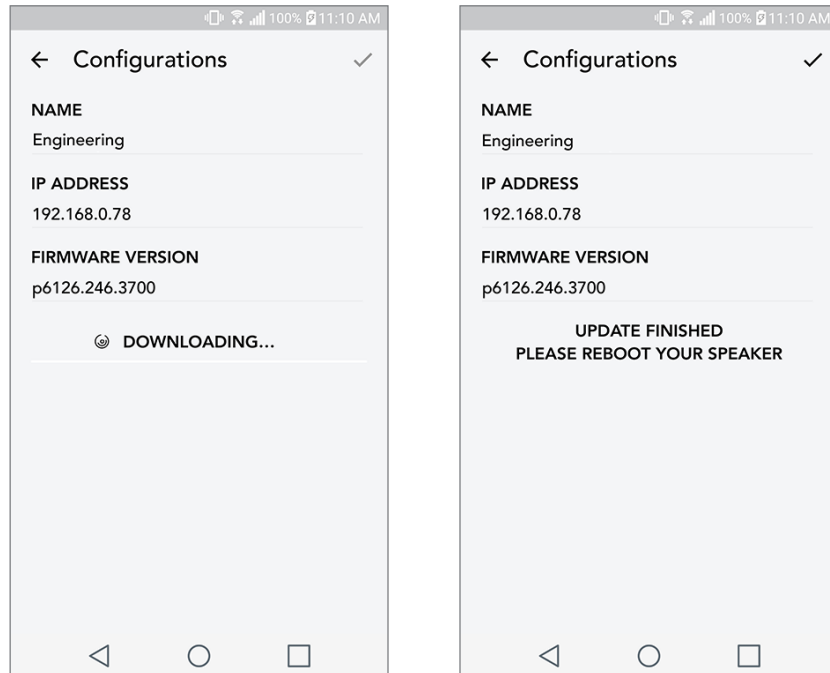 100% 11:10 AM
Configurations
NAME
Engineering
IP ADDRESS
192.168.0.78
FIRMWARE VERSION
p6126.246.3700
DOWNLOADING...
100% 11:10 AM
Configurations
NAME
Engineering
IP ADDRESS
192.168.0.78
FIRMWARE VERSION
p6126.246.3700
UPDATE FINISHED
PLEASE REBOOT YOUR SPEAKER